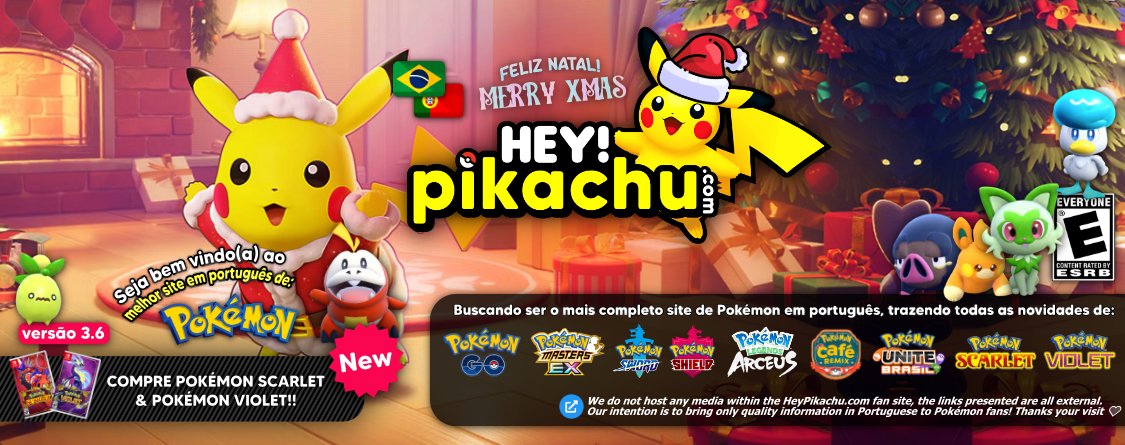 FELIZ NATAL!
MERRY XMAS
HEY!
pikachu.com
Seja bem vindo(a) ao
melhor site em português de:
POKéMON
versão 3.6
New
COMPRE POKÉMON SCARLET
& POKÉMON VIOLET!!
EVERYONE
E
CONTENT RATED BY
ESRB
Buscando ser o mais completo site de Pokémon em português, trazendo todas as novidades de:
POKéMON GO
POKéMON MASTERS EX
POKéMON SWORD
POKéMON SHIELD
POKéMON LEGENDS ARCEUS
POKéMON Café REMIX
POKéMON UNITE BRASIL
POKéMON SCARLET
POKéMON VIOLET
We do not host any media within the HeyPikachu.com fan site, the links presented are all external.
Our intention is to bring only quality information in Portuguese to Pokémon fans! Thanks your visit